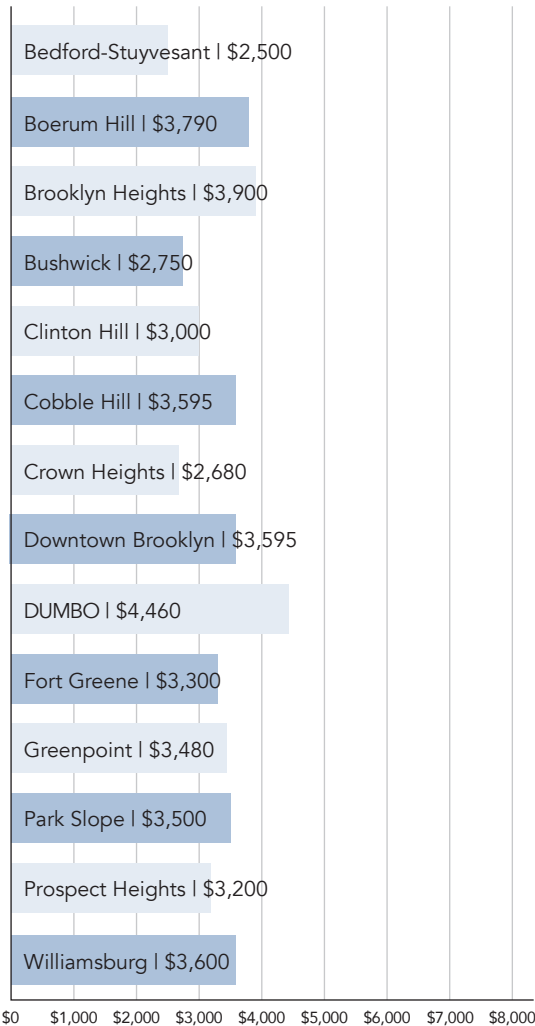 Bedford-Stuyvesant | $2,500
Boerum Hill | $3,790
Brooklyn Heights | $3,900
Bushwick | $2,750
Clinton Hill | $3,000
Cobble Hill | $3,595
Crown Heights | $2,680
Downtown Brooklyn | $3,595
DUMBO | $4,460
Fort Greene | $3,300
Greenpoint | $3,480
Park Slope | $3,500
Prospect Heights | $3,200
Williamsburg | $3,600
$0 $1,000 $2,000 $3,000 $4,000 $5,000 $6,000 $7,000 $8,000